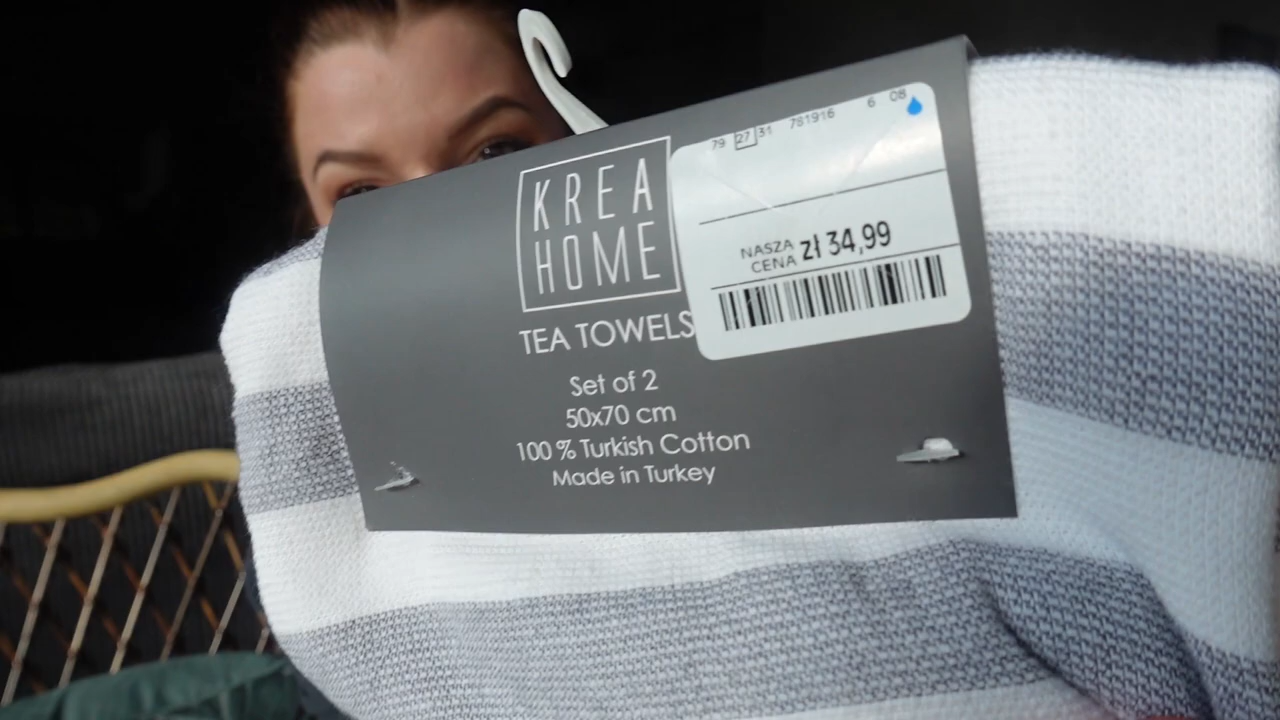 KREA
HOME
TEA TOWELS
Set of 2
50x70 cm
100 % Turkish Cotton
Made in Turkey
79 27 31 781916 6 08
NASZA
CENA zł 34,99